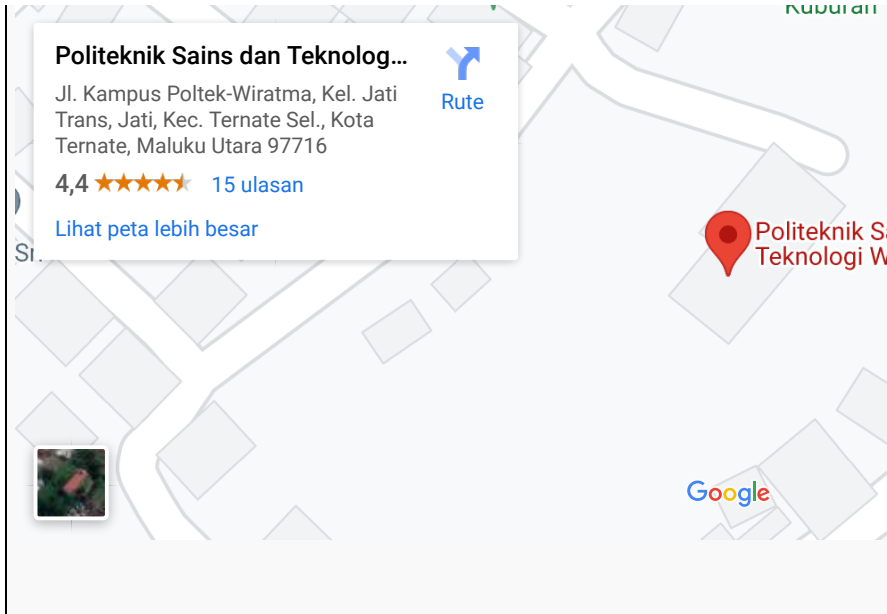 Kuburan
Politeknik Sains dan Teknolog...
Jl. Kampus Poltek-Wiratma, Kel. Jati
Trans, Jati, Kec. Ternate Sel., Kota
Ternate, Maluku Utara 97716
4,4
15 ulasan
Lihat peta lebih besar
Rute
Politeknik Sa
Teknologi W
Google